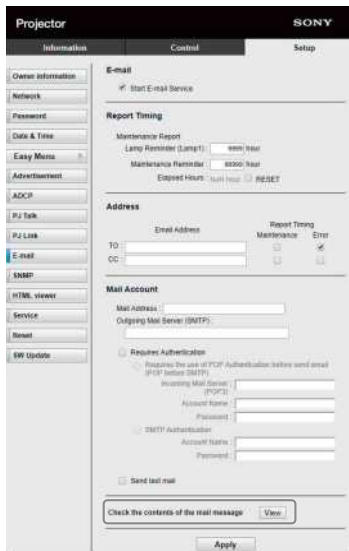 Projector
SONY
Information
Control
Setup
Owner information
Network
Password
Date & Time
Easy Menu
Advertisement
ADCP
PJ Talk
PJ Link
E-mail
SNMP
HTML viewer
Service
Reset
SW Update
E-mail
Start E-mail Service
Report Timing
Maintenance Report
Lamp Reminder (Lamp1) : 9999 hour
Maintenance Reminder : hour
Elapsed Hours : hour RESET
Address
Email Address
Report Timing
Maintenance Error
TO :
CC :
Mail Account
Mail Address :
Outgoing Mail Server (SMTP) :
Requires Authentication
Requires the use of POP Authentication before send email
(POP before SMTP)
Incoming Mail Server :
(POP3)
Account Name :
Password :
SMTP Authentication
Account Name :
Password :
Send test mail
Check the contents of the mail message View
Apply